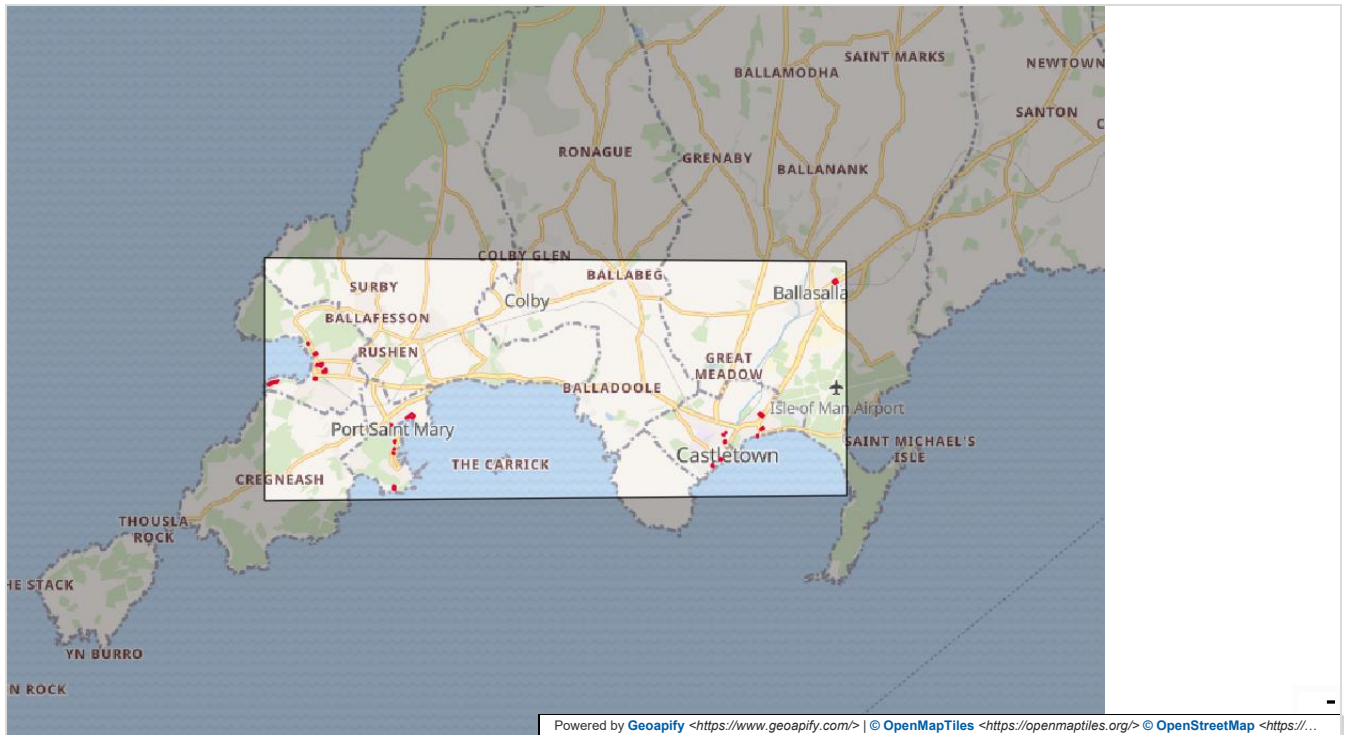 SAINT MARKS
NEWTOWN
BALLAMODHA
SANTON
C
RONAGUE
GRENABY
BALLANANK
COLBY GLEN
BALLABEG
SURBY
Colby
Ballasalla
BALLAFESSON
RUSHEN
GREAT
MEADOW
BALLADOOLE
Isle of Man Airport
Port Saint Mary
SAINT MICHAEL'S
ISLE
Castletown
THE CARRICK
CREGNEASH
THOUSLA
ROCK
HE STACK
YN BURRO
N ROCK
-
Powered by Geoapify <https://www.geoapify.com/> | © OpenMapTiles <https://openmaptiles.org/> © OpenStreetMap <https://…